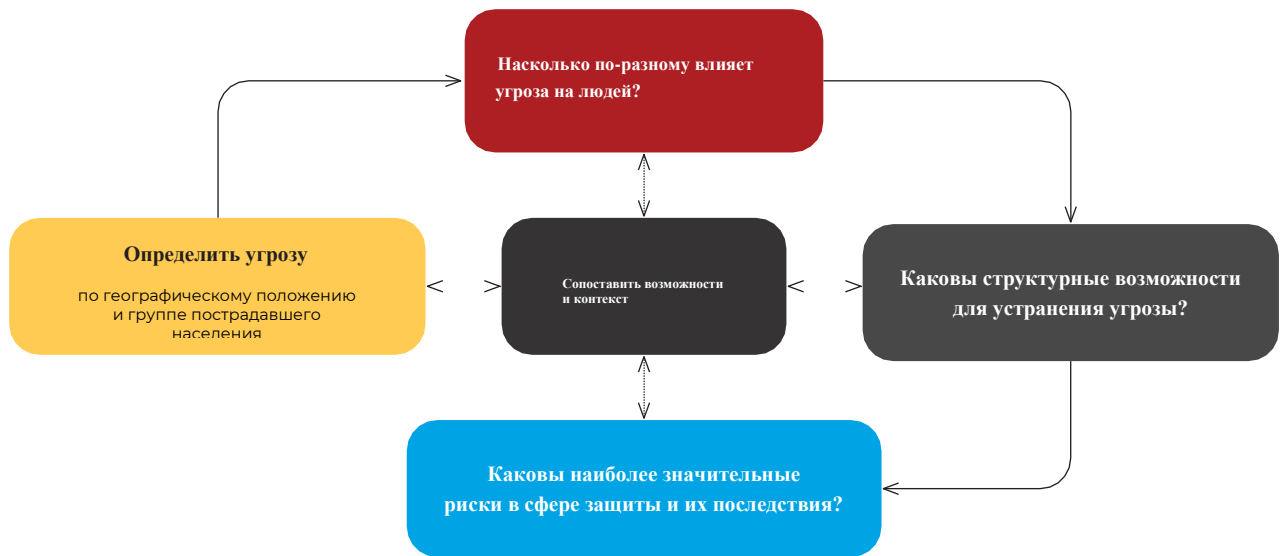 Насколько по-разному влияет
угроза на людей?
Определить угрозу
по географическому положению
и группе пострадавшего
населения
Сопоставить возможности
и контекст
Каковы структурные возможности
для устранения угрозы?
Каковы наиболее значительные
риски в сфере защиты и их последствия?